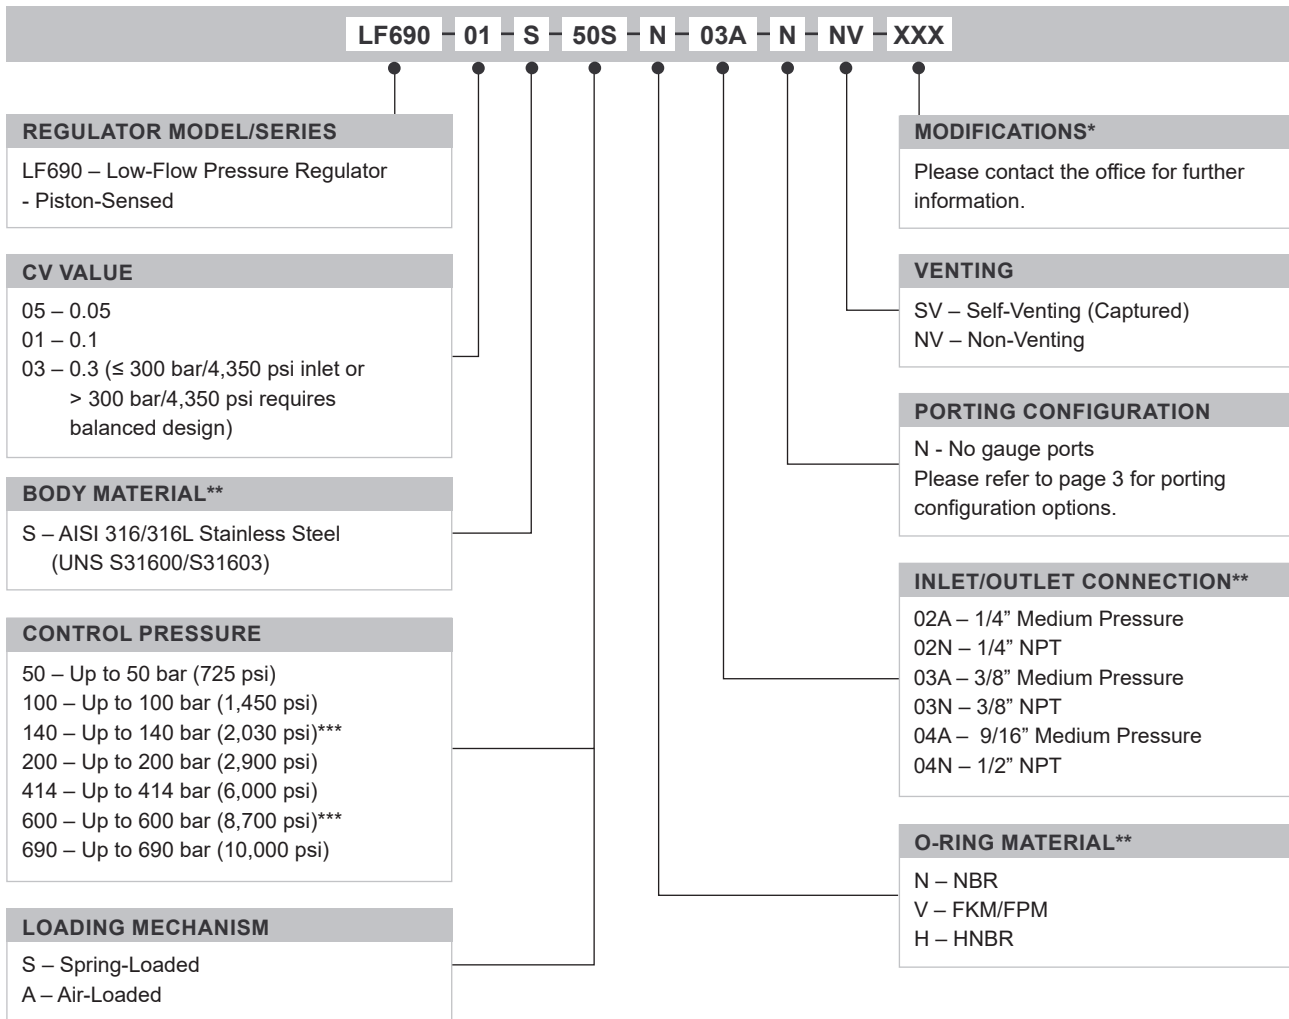 LF690 – 01 – S – 50S – N – 03A – N – NV – XXX
REGULATOR MODEL/SERIES
LF690 – Low-Flow Pressure Regulator
- Piston-Sensed
CV VALUE
05 – 0.05
01 – 0.1
03 – 0.3 (≤ 300 bar/4,350 psi inlet or
> 300 bar/4,350 psi requires
balanced design)
BODY MATERIAL**
S – AISI 316/316L Stainless Steel
(UNS S31600/S31603)
CONTROL PRESSURE
50 – Up to 50 bar (725 psi)
100 – Up to 100 bar (1,450 psi)
140 – Up to 140 bar (2,030 psi)***
200 – Up to 200 bar (2,900 psi)
414 – Up to 414 bar (6,000 psi)
600 – Up to 600 bar (8,700 psi)***
690 – Up to 690 bar (10,000 psi)
LOADING MECHANISM
S – Spring-Loaded
A – Air-Loaded
MODIFICATIONS*
Please contact the office for further
information.
VENTING
SV – Self-Venting (Captured)
NV – Non-Venting
PORTING CONFIGURATION
N - No gauge ports
Please refer to page 3 for porting
configuration options.
INLET/OUTLET CONNECTION**
02A – 1/4” Medium Pressure
02N – 1/4” NPT
03A – 3/8” Medium Pressure
03N – 3/8” NPT
04A – 9/16” Medium Pressure
04N – 1/2” NPT
O-RING MATERIAL**
N – NBR
V – FKM/FPM
H – HNBR